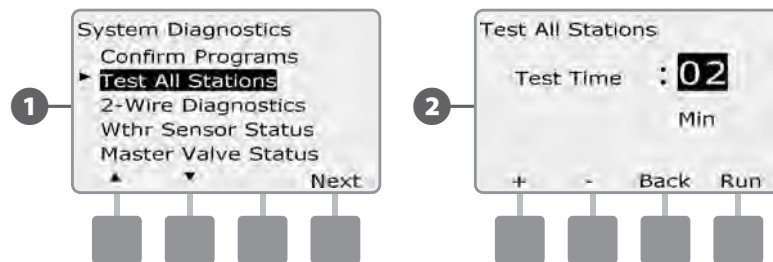 1
System Diagnostics
Confirm Programs
Test All Stations
2-Wire Diagnostics
Wthr Sensor Status
Master Valve Status
Next
2
Test All Stations
Test Time : 02
Min
+ - Back Run